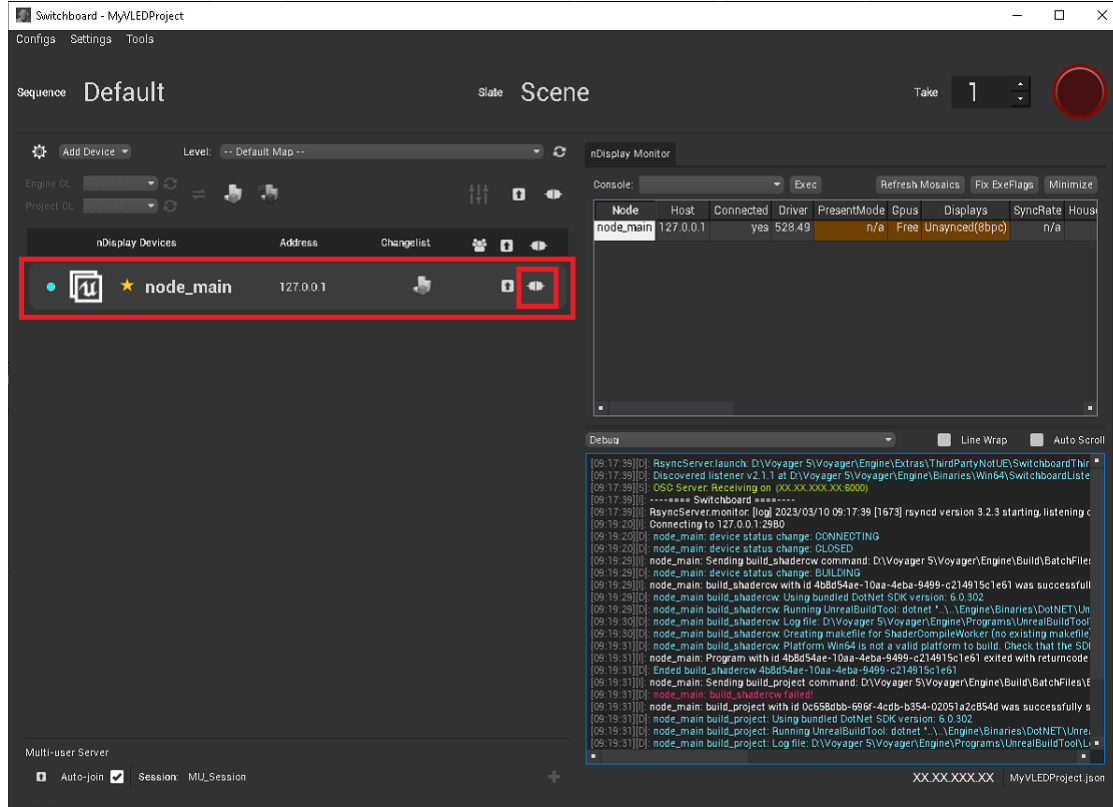 Switchboard - MyVLEDProject
Configs Settings Tools
Sequence Default Slate Scene Take 1
Add Device Level: -- Default Map --
Engine CL
Project CL
nDisplay Devices Address Changelist
node_main 127.0.0.1
Multi-user Server
Auto-join Session: MU_Session
nDisplay Monitor
Console: Exec Refresh Mosaics Fix ExeFlags Minimize
Node Host Connected Driver PresentMode Gpus Displays SyncRate Hous
node_main 127.0.0.1 yes 528.49 n/a Free Unsynced(8bpc) n/a
Debug Line Wrap Auto Scroll
[09:17:39][D]: RsyncServer.launch: D:\Voyager 5\Voyager\Engine\Extras\ThirdPartyNotUE\SwitchboardThir
[09:17:39][D]: Discovered listener v2.1.1 at D:\Voyager 5\Voyager\Engine\Binaries\Win64\SwitchboardListe
[09:17:39][S]: OSC Server: Receiving on (XX.XX.XXX.XX:6000)
[09:17:39][I]: ----==== Switchboard ====----
[09:17:39][I]: RsyncServer.monitor: [log] 2023/03/10 09:17:39 [1673] rsyncd version 3.2.3 starting, listening o
[09:19:20][I]: Connecting to 127.0.0.1:2980
[09:19:20][D]: node_main: device status change: CONNECTING
[09:19:20][D]: node_main: device status change: CLOSED
[09:19:29][I]: node_main: Sending build_shadercw command: D:\Voyager 5\Voyager\Engine\Build\BatchFiles
[09:19:29][D]: node_main: device status change: BUILDING
[09:19:29][I]: node_main: build_shadercw with id 4b8d54ae-10aa-4eba-9499-c214915c1e61 was successfull
[09:19:29][D]: node_main build_shadercw: Using bundled DotNet SDK version: 6.0.302
[09:19:29][D]: node_main build_shadercw: Running UnrealBuildTool: dotnet "..\..\Engine\Binaries\DotNET\Un
[09:19:30][D]: node_main build_shadercw: Log file: D:\Voyager 5\Voyager\Engine\Programs\UnrealBuildTool
[09:19:30][D]: node_main build_shadercw: Creating makefile for ShaderCompileWorker (no existing makefile
[09:19:31][D]: node_main build_shadercw: Platform Win64 is not a valid platform to build. Check that the SD
[09:19:31][I]: node_main: Program with id 4b8d54ae-10aa-4eba-9499-c214915c1e61 exited with returncode
[09:19:31][D]: Ended build_shadercw 4b8d54ae-10aa-4eba-9499-c214915c1e61
[09:19:31][I]: node_main: Sending build_project command: D:\Voyager 5\Voyager\Engine\Build\BatchFiles\
[09:19:31][D]: node_main: build_shadercw failed!
[09:19:31][I]: node_main: build_project with id 0c658dbb-696f-4cdb-b354-02051a2c854d was successfully s
[09:19:31][D]: node_main build_project: Using bundled DotNet SDK version: 6.0.302
[09:19:31][D]: node_main build_project: Running UnrealBuildTool: dotnet "..\..\Engine\Binaries\DotNET\Unre
[09:19:31][D]: node_main build_project: Log file: D:\Voyager 5\Voyager\Engine\Programs\UnrealBuildTool\L
XX.XX.XXX.XX MyVLEDProject.json